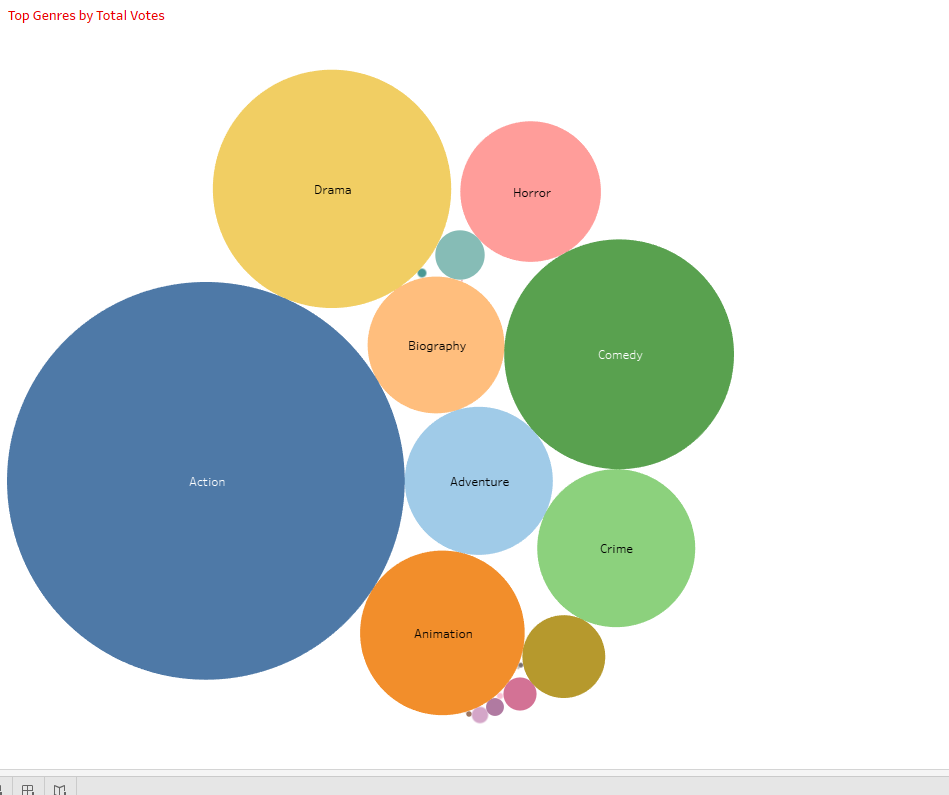 Top Genres by Total Votes
Drama
Horror
Biography
Comedy
Action
Adventure
Crime
Animation